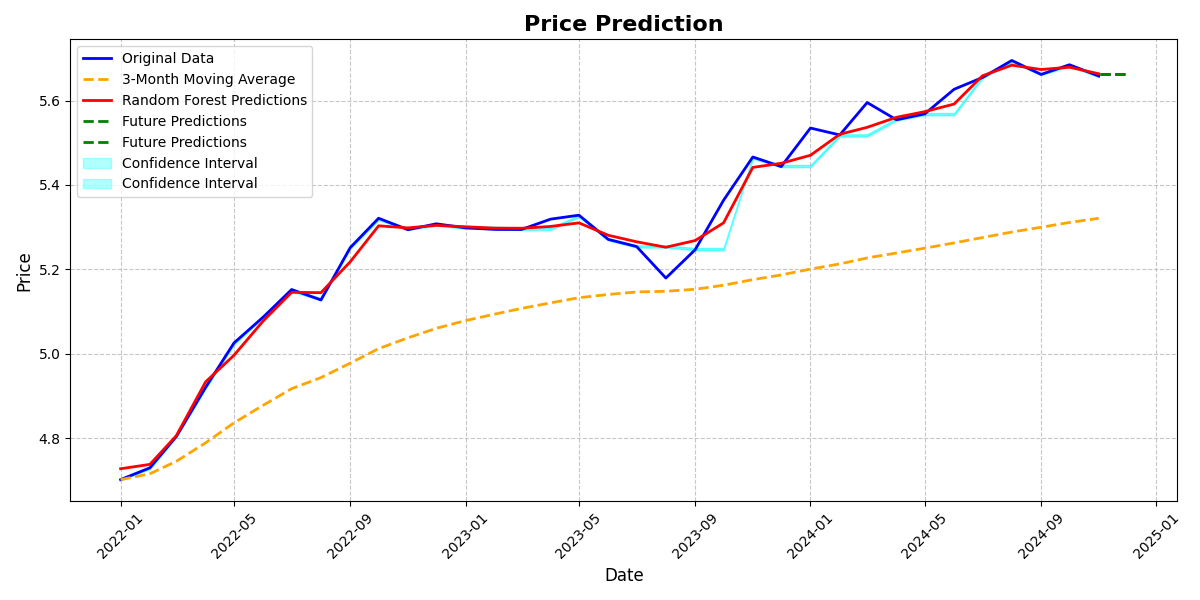 Price Prediction
Original Data
3-Month Moving Average
Random Forest Predictions
Future Predictions
Future Predictions
Confidence Interval
Confidence Interval
Price
5.6
5.4
5.2
5.0
4.8
2022-01
2022-05
2022-09
2023-01
2023-05
2023-09
2024-01
2024-05
2024-09
2025-01
Date